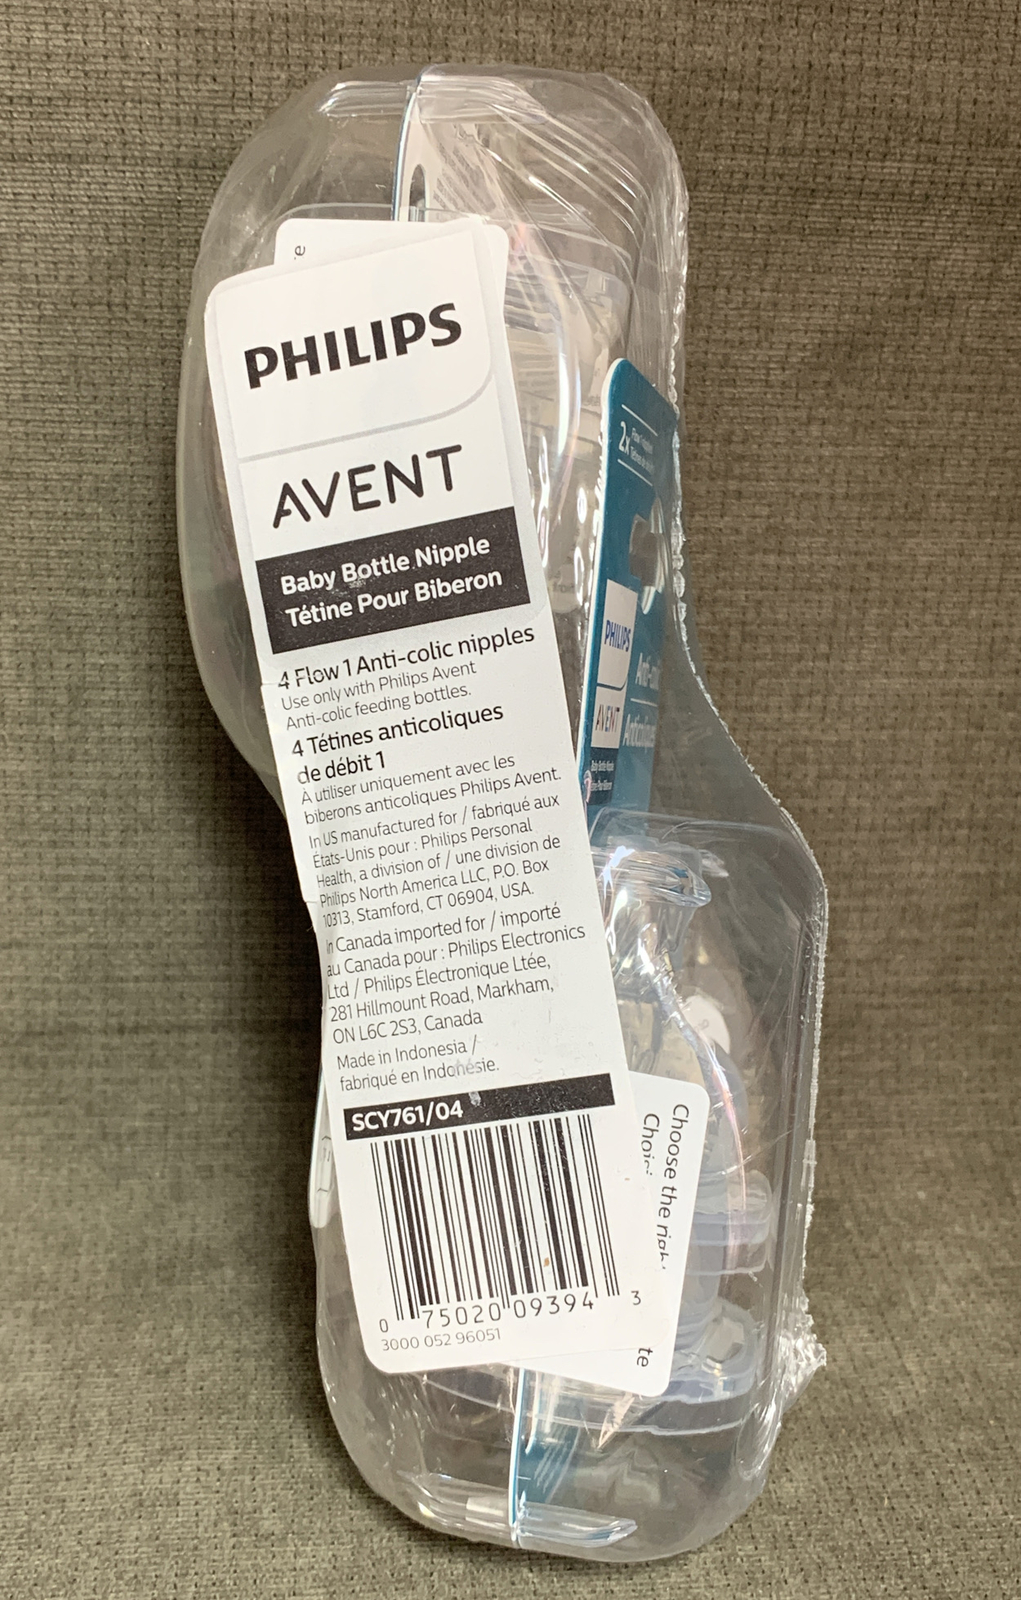 PHILIPS
AVENT
Baby Bottle Nipple
Tétine Pour Biberon
4 Flow 1 Anti-colic nipples
Use only with Philips Avent
Anti-colic feeding bottles.
4 Tétines anticoliques
de débit 1
À utiliser uniquement avec les
biberons anticoliques Philips Avent.
In US manufactured for / fabriqué aux
États-Unis pour : Philips Personal
Health, a division of / une division de
Philips North America LLC, P.O. Box
10313, Stamford, CT 06904, USA.
In Canada imported for / importé
au Canada pour : Philips Electronics
Ltd / Philips Électronique Ltée,
281 Hillmount Road, Markham,
ON L6C 2S3, Canada
Made in Indonesia /
fabriqué en Indonésie.
SCY761/04
0 75020 09394 3
3000 052 96051
2x
PHILIPS
AVENT
Baby Bottle Nipple
Choose the
te